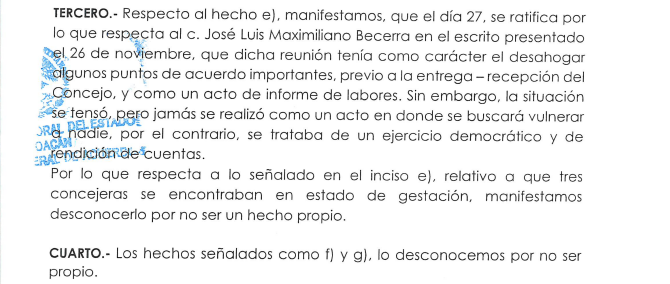 TERCERO.- Respecto al hecho e), manifestamos, que el día 27, se ratifica por
lo que respecta al c. José Luis Maximiliano Becerra en el escrito presentado
el 26 de noviembre, que dicha reunión tenía como carácter el desahogar
algunos puntos de acuerdo importantes, previo a la entrega – recepción del
Concejo, y como un acto de informe de labores. Sin embargo, la situación
se tensó, pero jamás se realizó como un acto en donde se buscará vulnerar
RAL DEL ESTADO DE
a nadie, por el contrario, se trataba de un ejercicio democrático y de
OACÁN
rendición de cuentas.
Por lo que respecta a lo señalado en el inciso e), relativo a que tres
concejeras se encontraban en estado de gestación, manifestamos
desconocerlo por no ser un hecho propio.
CUARTO.- Los hechos señalados como f) y g), lo desconocemos por no ser
propio.